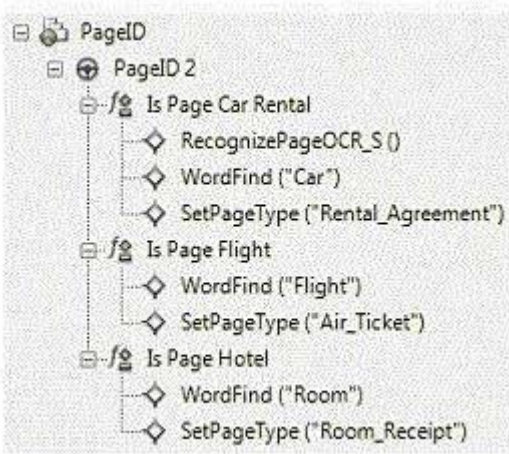 PageID
PageID 2
Is Page Car Rental
RecognizePageOCR_S ()
WordFind ("Car")
SetPageType ("Rental_Agreement")
Is Page Flight
WordFind ("Flight")
SetPageType ("Air_Ticket")
Is Page Hotel
WordFind ("Room")
SetPageType ("Room_Receipt")